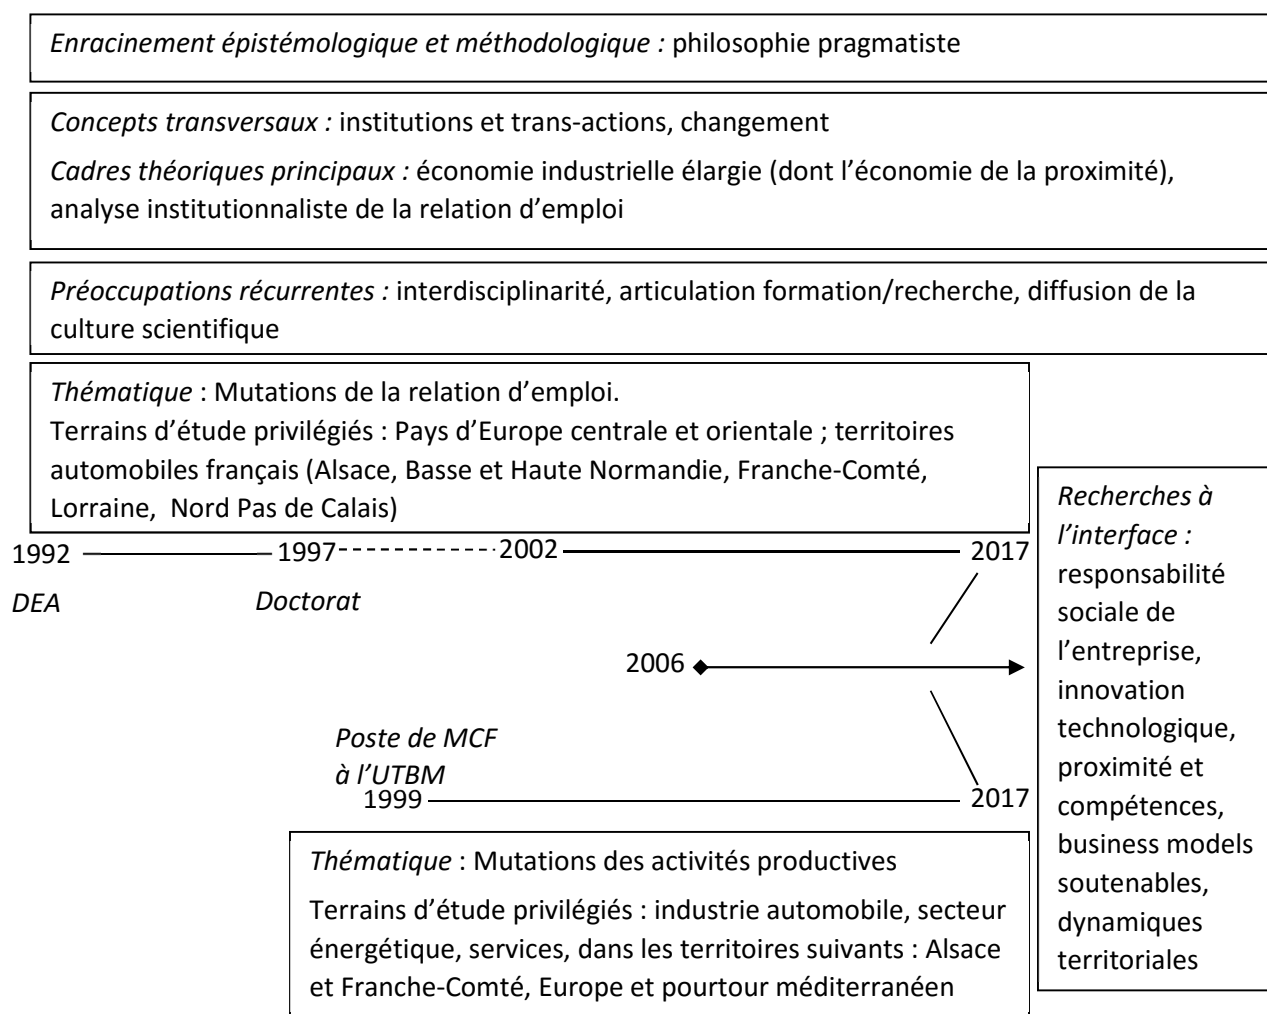 Enracinement épistémologique et méthodologique : philosophie pragmatiste
Concepts transversaux : institutions et trans-actions, changement
Cadres théoriques principaux : économie industrielle élargie (dont l’économie de la proximité),
analyse institutionnaliste de la relation d’emploi
Préoccupations récurrentes : interdisciplinarité, articulation formation/recherche, diffusion de la
culture scientifique
Thématique : Mutations de la relation d’emploi.
Terrains d’étude privilégiés : Pays d’Europe centrale et orientale ; territoires
automobiles français (Alsace, Basse et Haute Normandie, Franche-Comté,
Lorraine, Nord Pas de Calais)
1992 1997 2002 2017
DEA Doctorat
2006
Poste de MCF
à l’UTBM
1999 2017
Thématique : Mutations des activités productives
Terrains d’étude privilégiés : industrie automobile, secteur
énergétique, services, dans les territoires suivants : Alsace
et Franche-Comté, Europe et pourtour méditerranéen
Recherches à
l’interface :
responsabilité
sociale de
l’entreprise,
innovation
technologique,
proximité et
compétences,
business models
soutenables,
dynamiques
territoriales